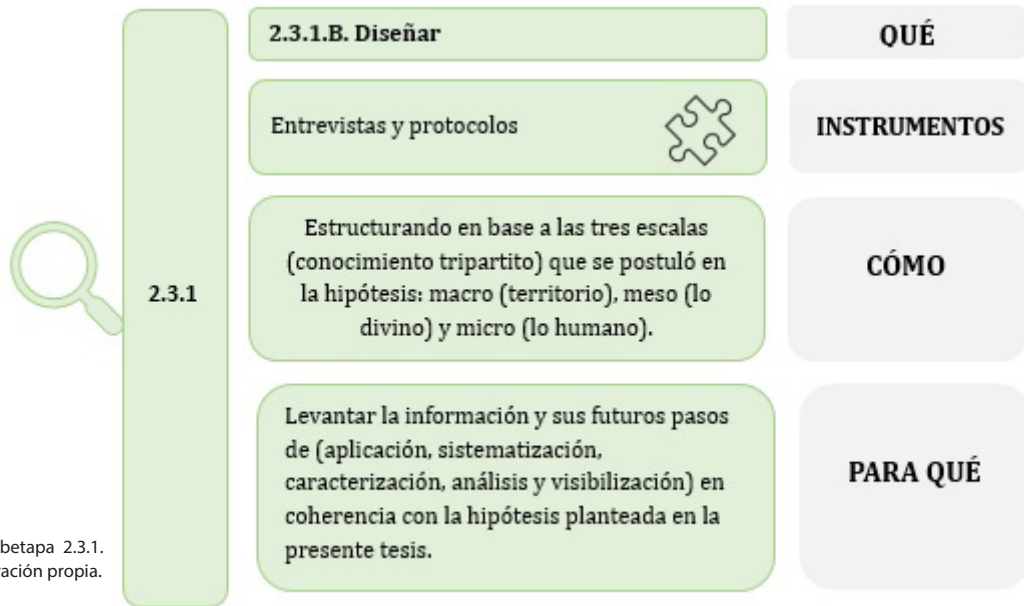 2.3.1
2.3.1.B. Diseñar
QUÉ
Entrevistas y protocolos
INSTRUMENTOS
Estructurando en base a las tres escalas
(conocimiento tripartito) que se postuló en
la hipótesis: macro (territorio), meso (lo
divino) y micro (lo humano).
CÓMO
Levantar la información y sus futuros pasos
de (aplicación, sistematización,
caracterización, análisis y visibilización) en
coherencia con la hipótesis planteada en la
presente tesis.
PARA QUÉ
betapa 2.3.1.
ación propia.